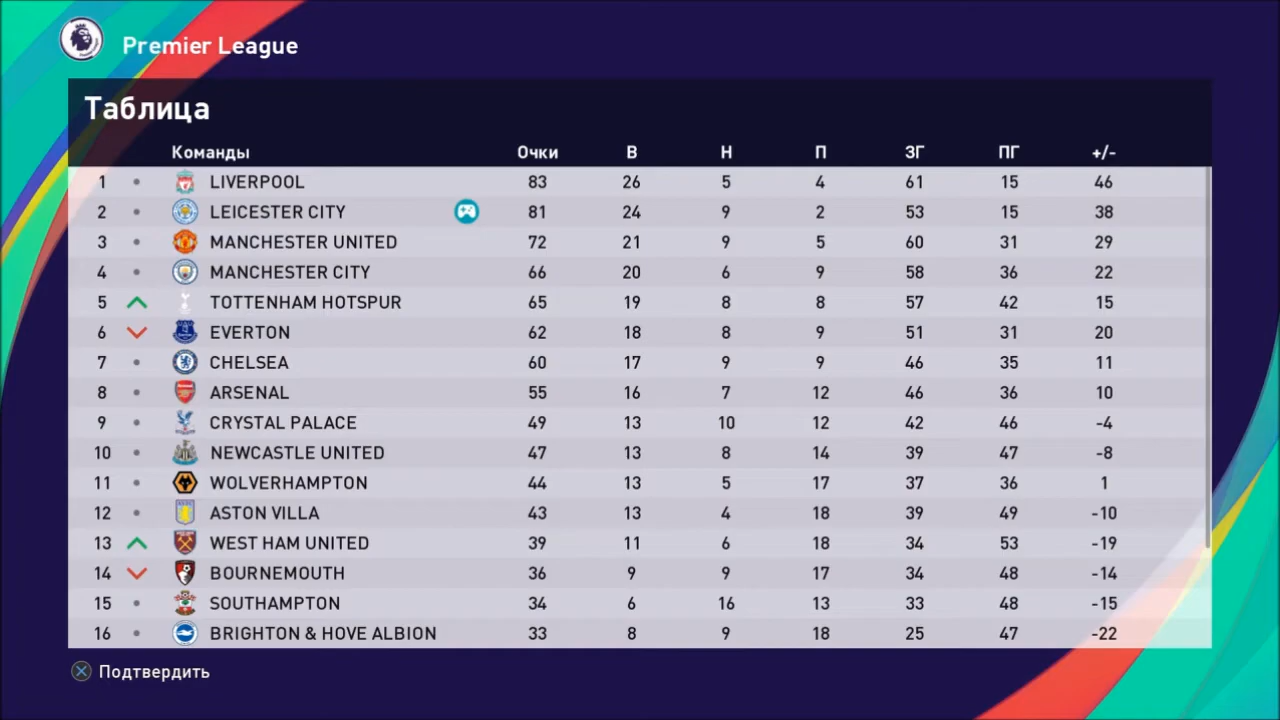 Premier League
Таблица
Команды Очки В Н П ЗГ ПГ +/-
1 LIVERPOOL 83 26 5 4 61 15 46
2 LEICESTER CITY 81 24 9 2 53 15 38
3 MANCHESTER UNITED 72 21 9 5 60 31 29
4 MANCHESTER CITY 66 20 6 9 58 36 22
5 TOTTENHAM HOTSPUR 65 19 8 8 57 42 15
6 EVERTON 62 18 8 9 51 31 20
7 CHELSEA 60 17 9 9 46 35 11
8 ARSENAL 55 16 7 12 46 36 10
9 CRYSTAL PALACE 49 13 10 12 42 46 -4
10 NEWCASTLE UNITED 47 13 8 14 39 47 -8
11 WOLVERHAMPTON 44 13 5 17 37 36 1
12 ASTON VILLA 43 13 4 18 39 49 -10
13 WEST HAM UNITED 39 11 6 18 34 53 -19
14 BOURNEMOUTH 36 9 9 17 34 48 -14
15 SOUTHAMPTON 34 6 16 13 33 48 -15
16 BRIGHTON & HOVE ALBION 33 8 9 18 25 47 -22
Подтвердить